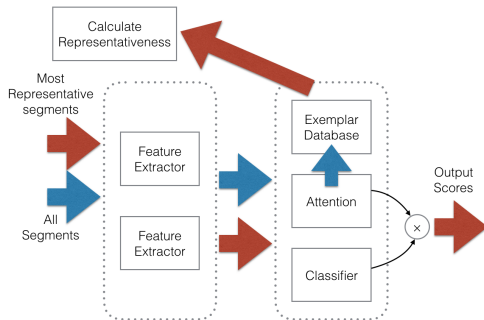 Calculate
Representativeness
Most
Representative
segments
All
Segments
Feature
Extractor
Feature
Extractor
Exemplar
Database
Attention
Classifier
×
Output
Scores